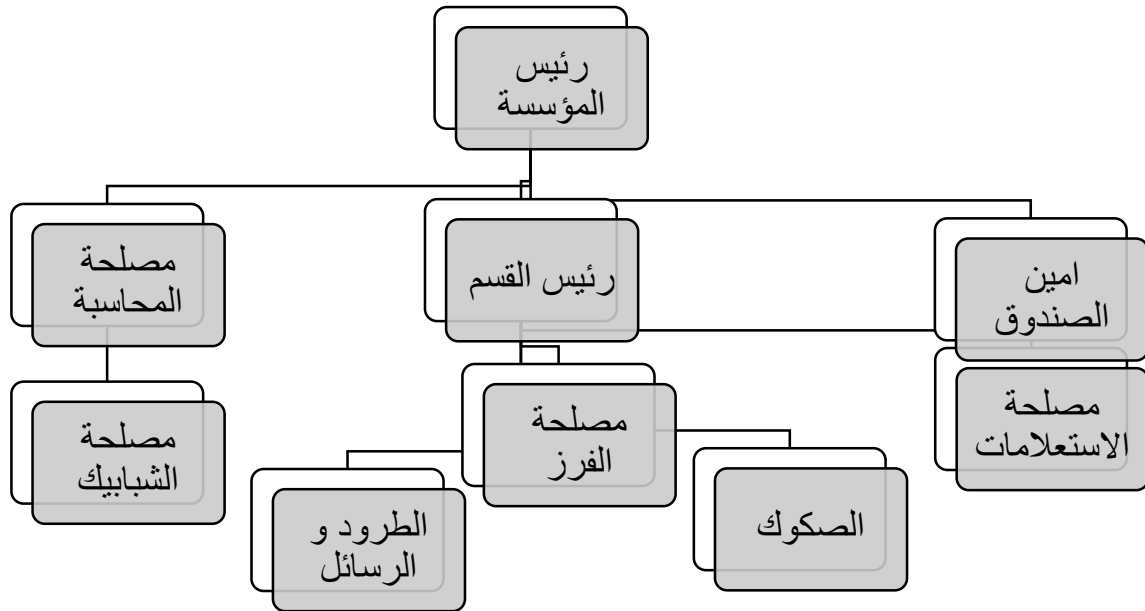 رئيس
المؤسسة
امين
الصندوق
رئيس القسم
مصلحة
المحاسبة
مصلحة
الاستعلامات
مصلحة
الفرز
مصلحة
الشبابيك
الصكوك
الطرود و
الرسائل